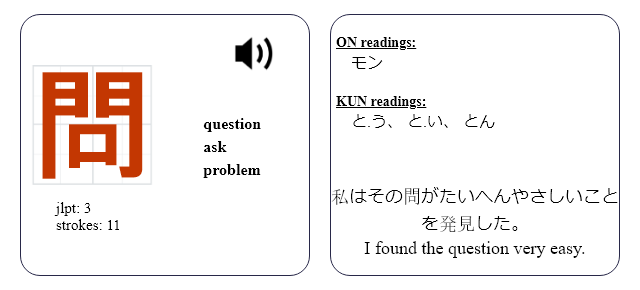 問
question
ask
problem
jlpt: 3
strokes: 11
ON readings:
モン
KUN readings:
と.う、 と.い、 とん
私はその問がたいへんやさしいこと
を発見した。
I found the question very easy.